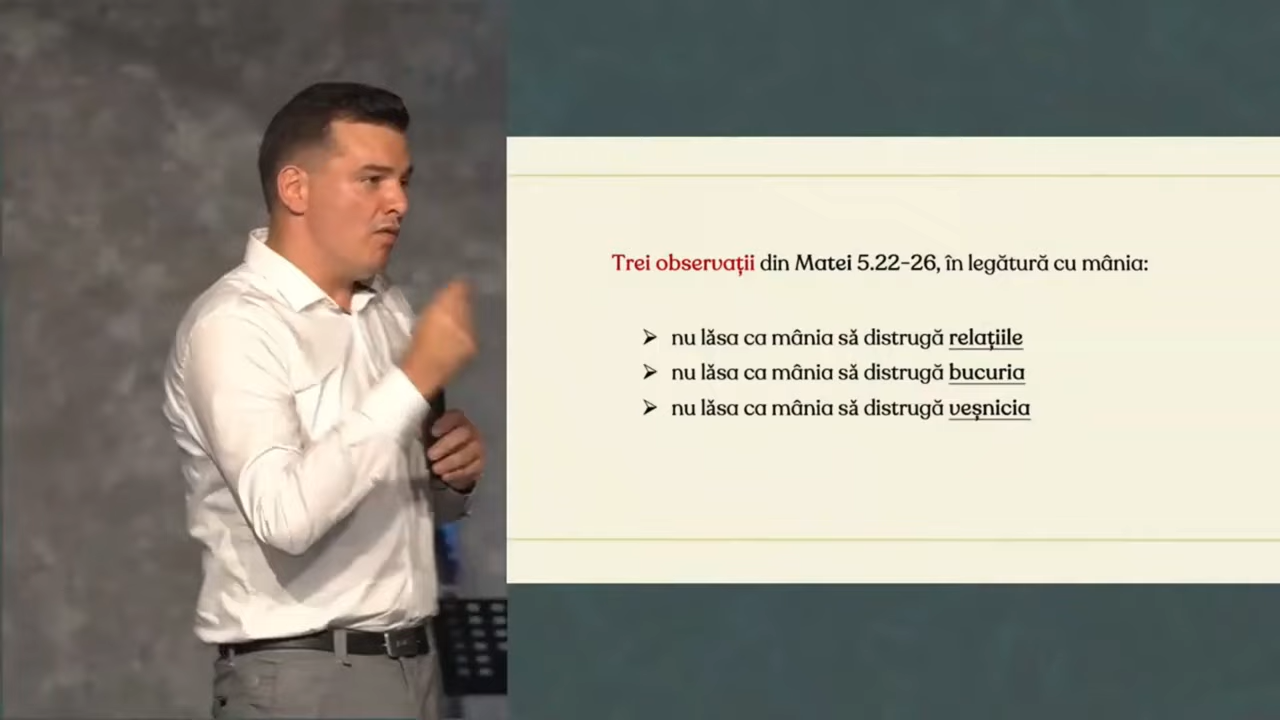 Trei observații din Matei 5.22-26, în legătură cu mânia:
➢ nu lăsa ca mânia să distrugă relațiile
➢ nu lăsa ca mânia să distrugă bucuria
➢ nu lăsa ca mânia să distrugă veșnicia